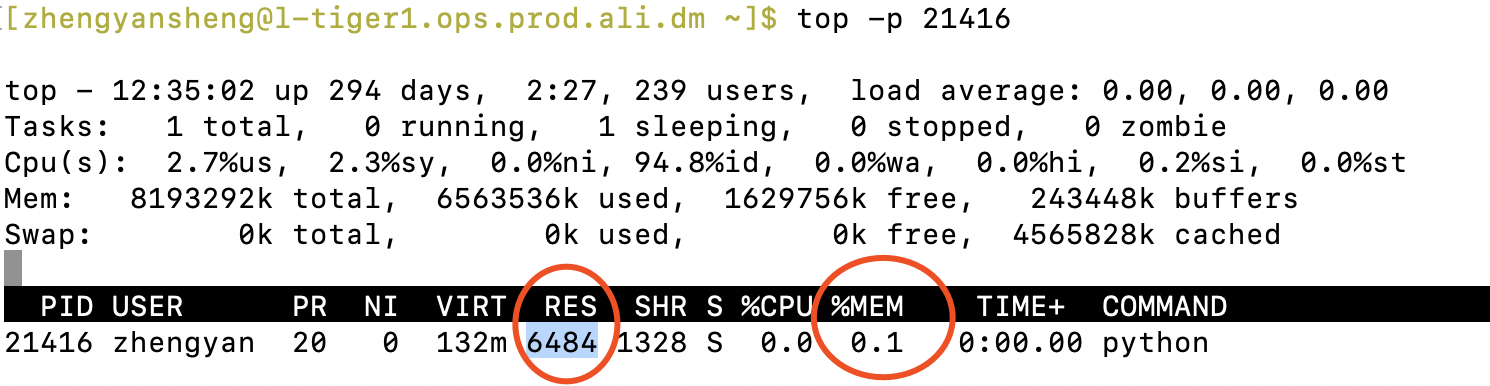 [[zhengyansheng@l-tiger1.ops.prod.ali.dm ~]$ top -p 21416
top - 12:35:02 up 294 days,  2:27, 239 users,  load average: 0.00, 0.00, 0.00
Tasks:   1 total,   0 running,   1 sleeping,   0 stopped,   0 zombie
Cpu(s):  2.7%us,  2.3%sy,  0.0%ni, 94.8%id,  0.0%wa,  0.0%hi,  0.2%si,  0.0%st
Mem:   8193292k total,  6563536k used,  1629756k free,   243448k buffers
Swap:        0k total,        0k used,        0k free,  4565828k cached
  PID USER      PR  NI  VIRT  RES  SHR S %CPU %MEM    TIME+  COMMAND
21416 zhengyan  20   0  132m 6484 1328 S  0.0  0.1   0:00.00 python